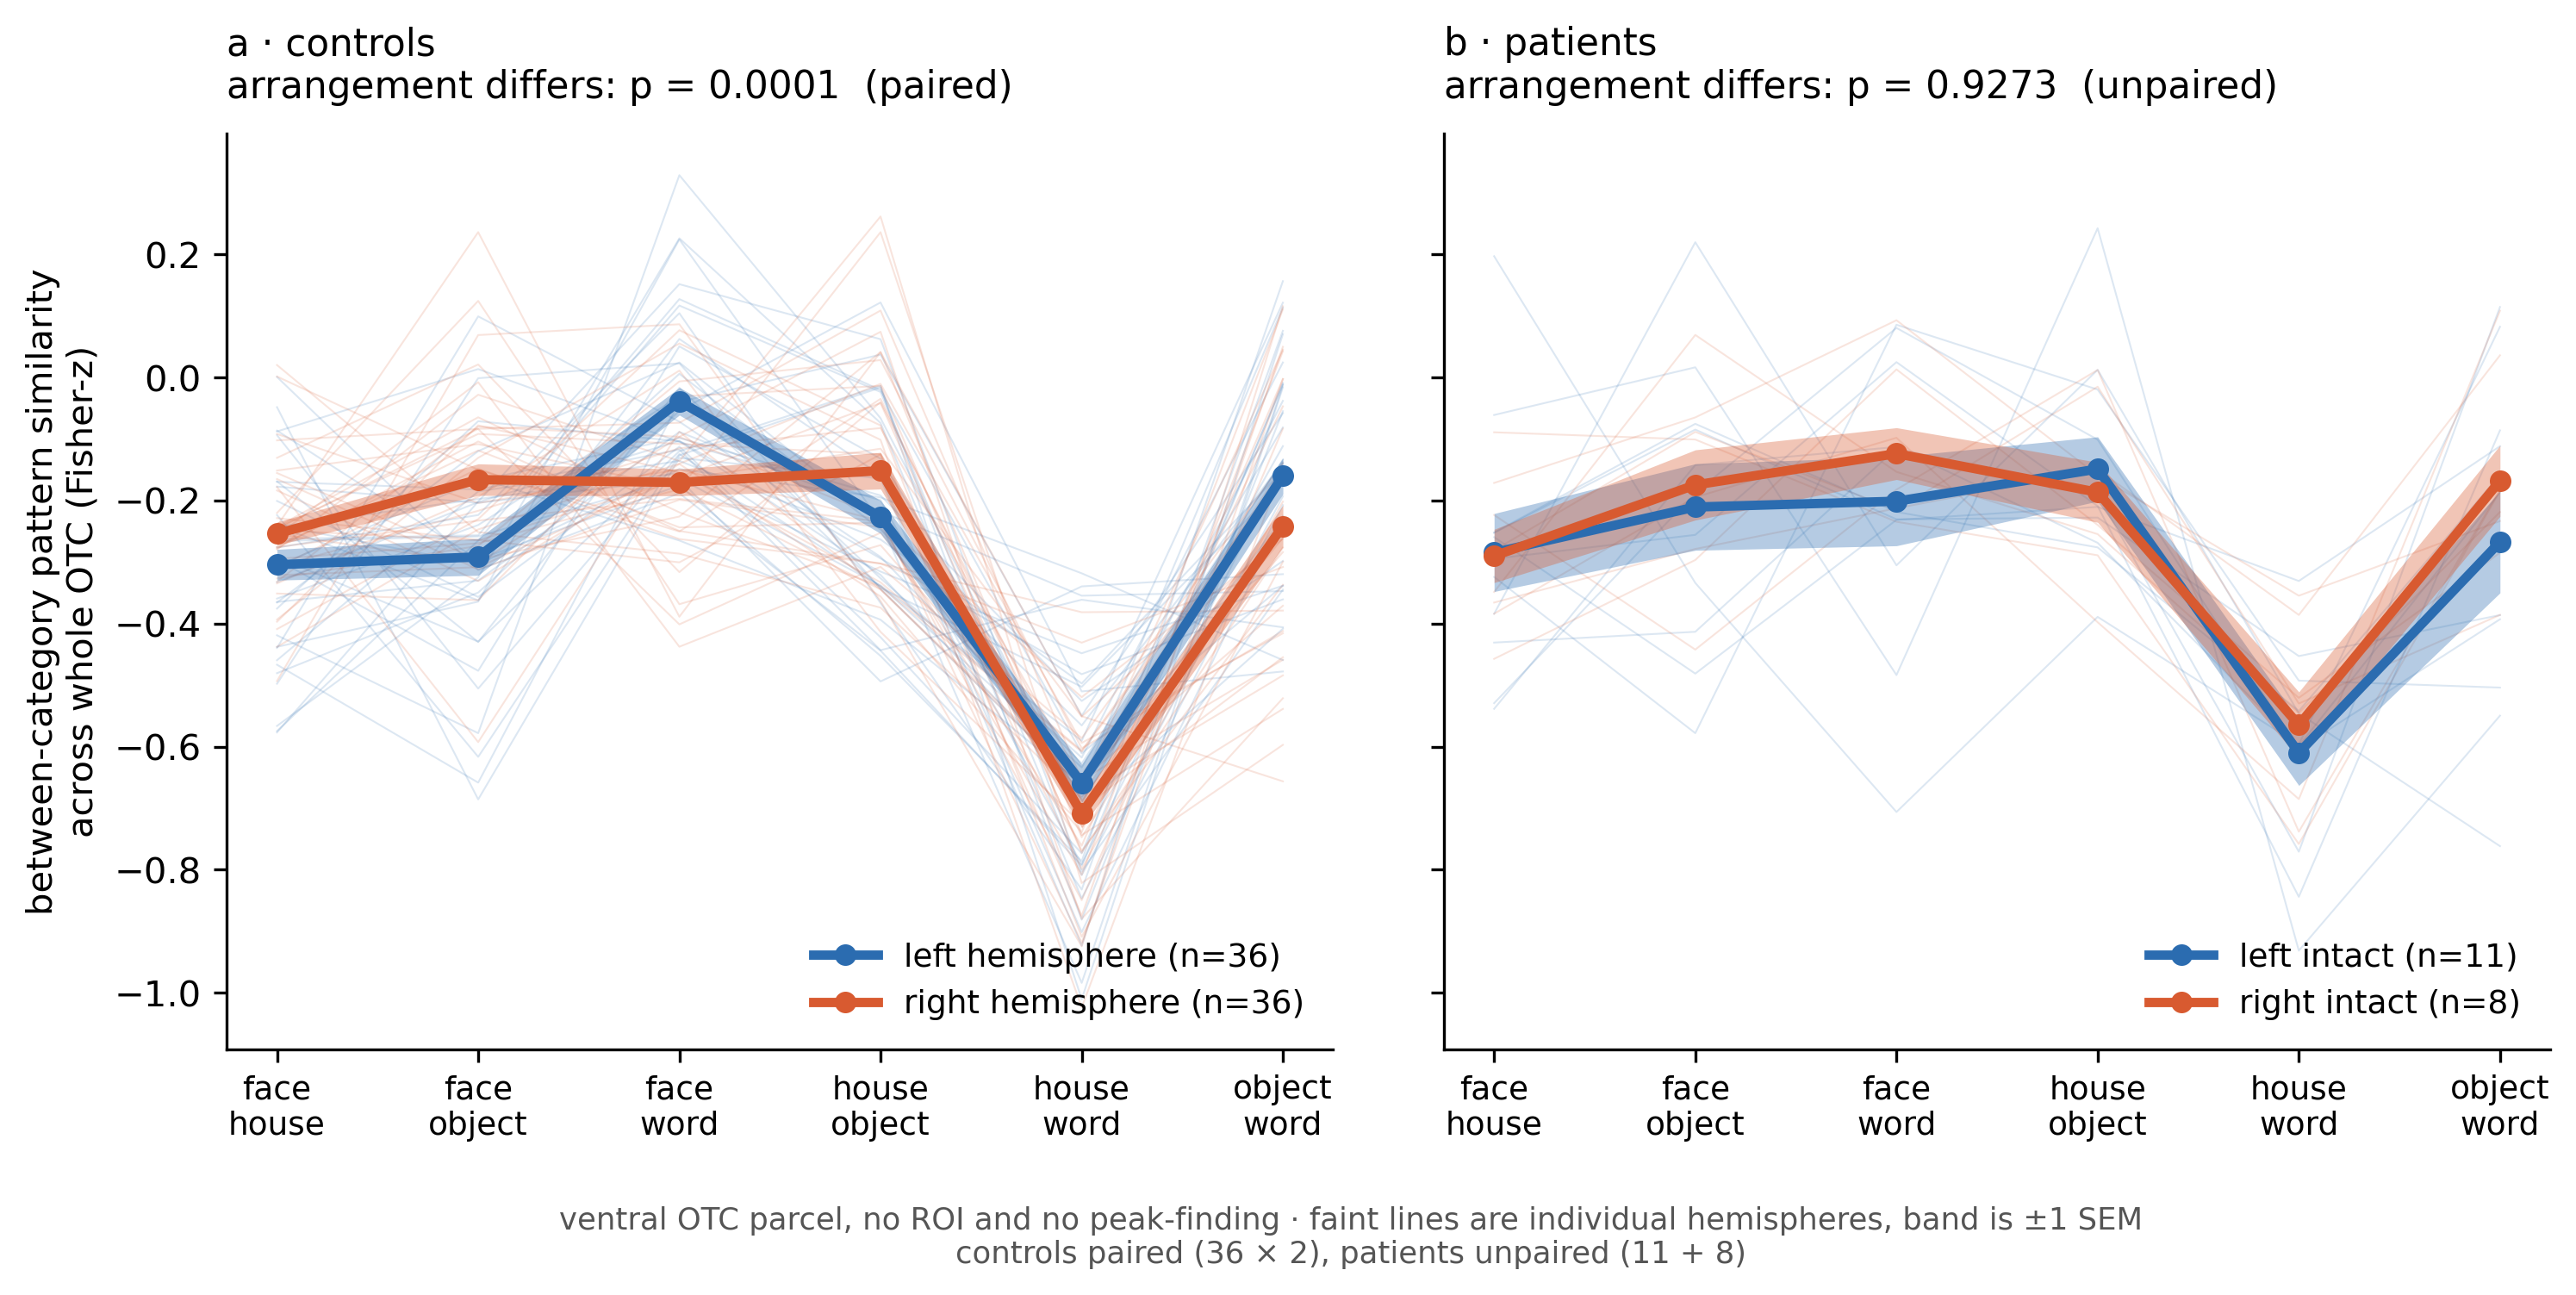 a · controls
arrangement differs: p = 0.0001  (paired)
b · patients
arrangement differs: p = 0.9273  (unpaired)
between-category pattern similarity
across whole OTC (Fisher-z)
0.2
0.0
−0.2
−0.4
−0.6
−0.8
−1.0
left hemisphere (n=36)
right hemisphere (n=36)
left intact (n=11)
right intact (n=8)
face house
face object
face word
house object
house word
object word
face house
face object
face word
house object
house word
object word
ventral OTC parcel, no ROI and no peak-finding · faint lines are individual hemispheres, band is ±1 SEM
controls paired (36 × 2), patients unpaired (11 + 8)